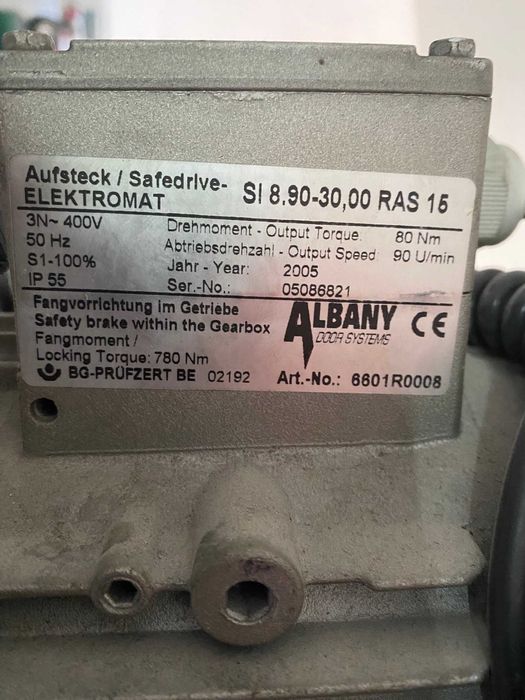 Aufsteck / Safedrive-
ELEKTROMAT
SI 8.90-30,00 RAS 15
3N~ 400V
50 Hz
S1-100%
IP 55
Drehmoment - Output Torque: 80 Nm
Abtriebsdrehzahl - Output Speed: 90 U/min
Jahr - Year: 2005
Ser.-No.: 05086821
Fangvorrichtung im Getriebe
Safety brake within the Gearbox
Fangmoment /
Locking Torque: 780 Nm
BG-PRÜFZERT BE 02192
ALBANY
DOOR SYSTEMS
CE
Art.-No.: 6601R0008